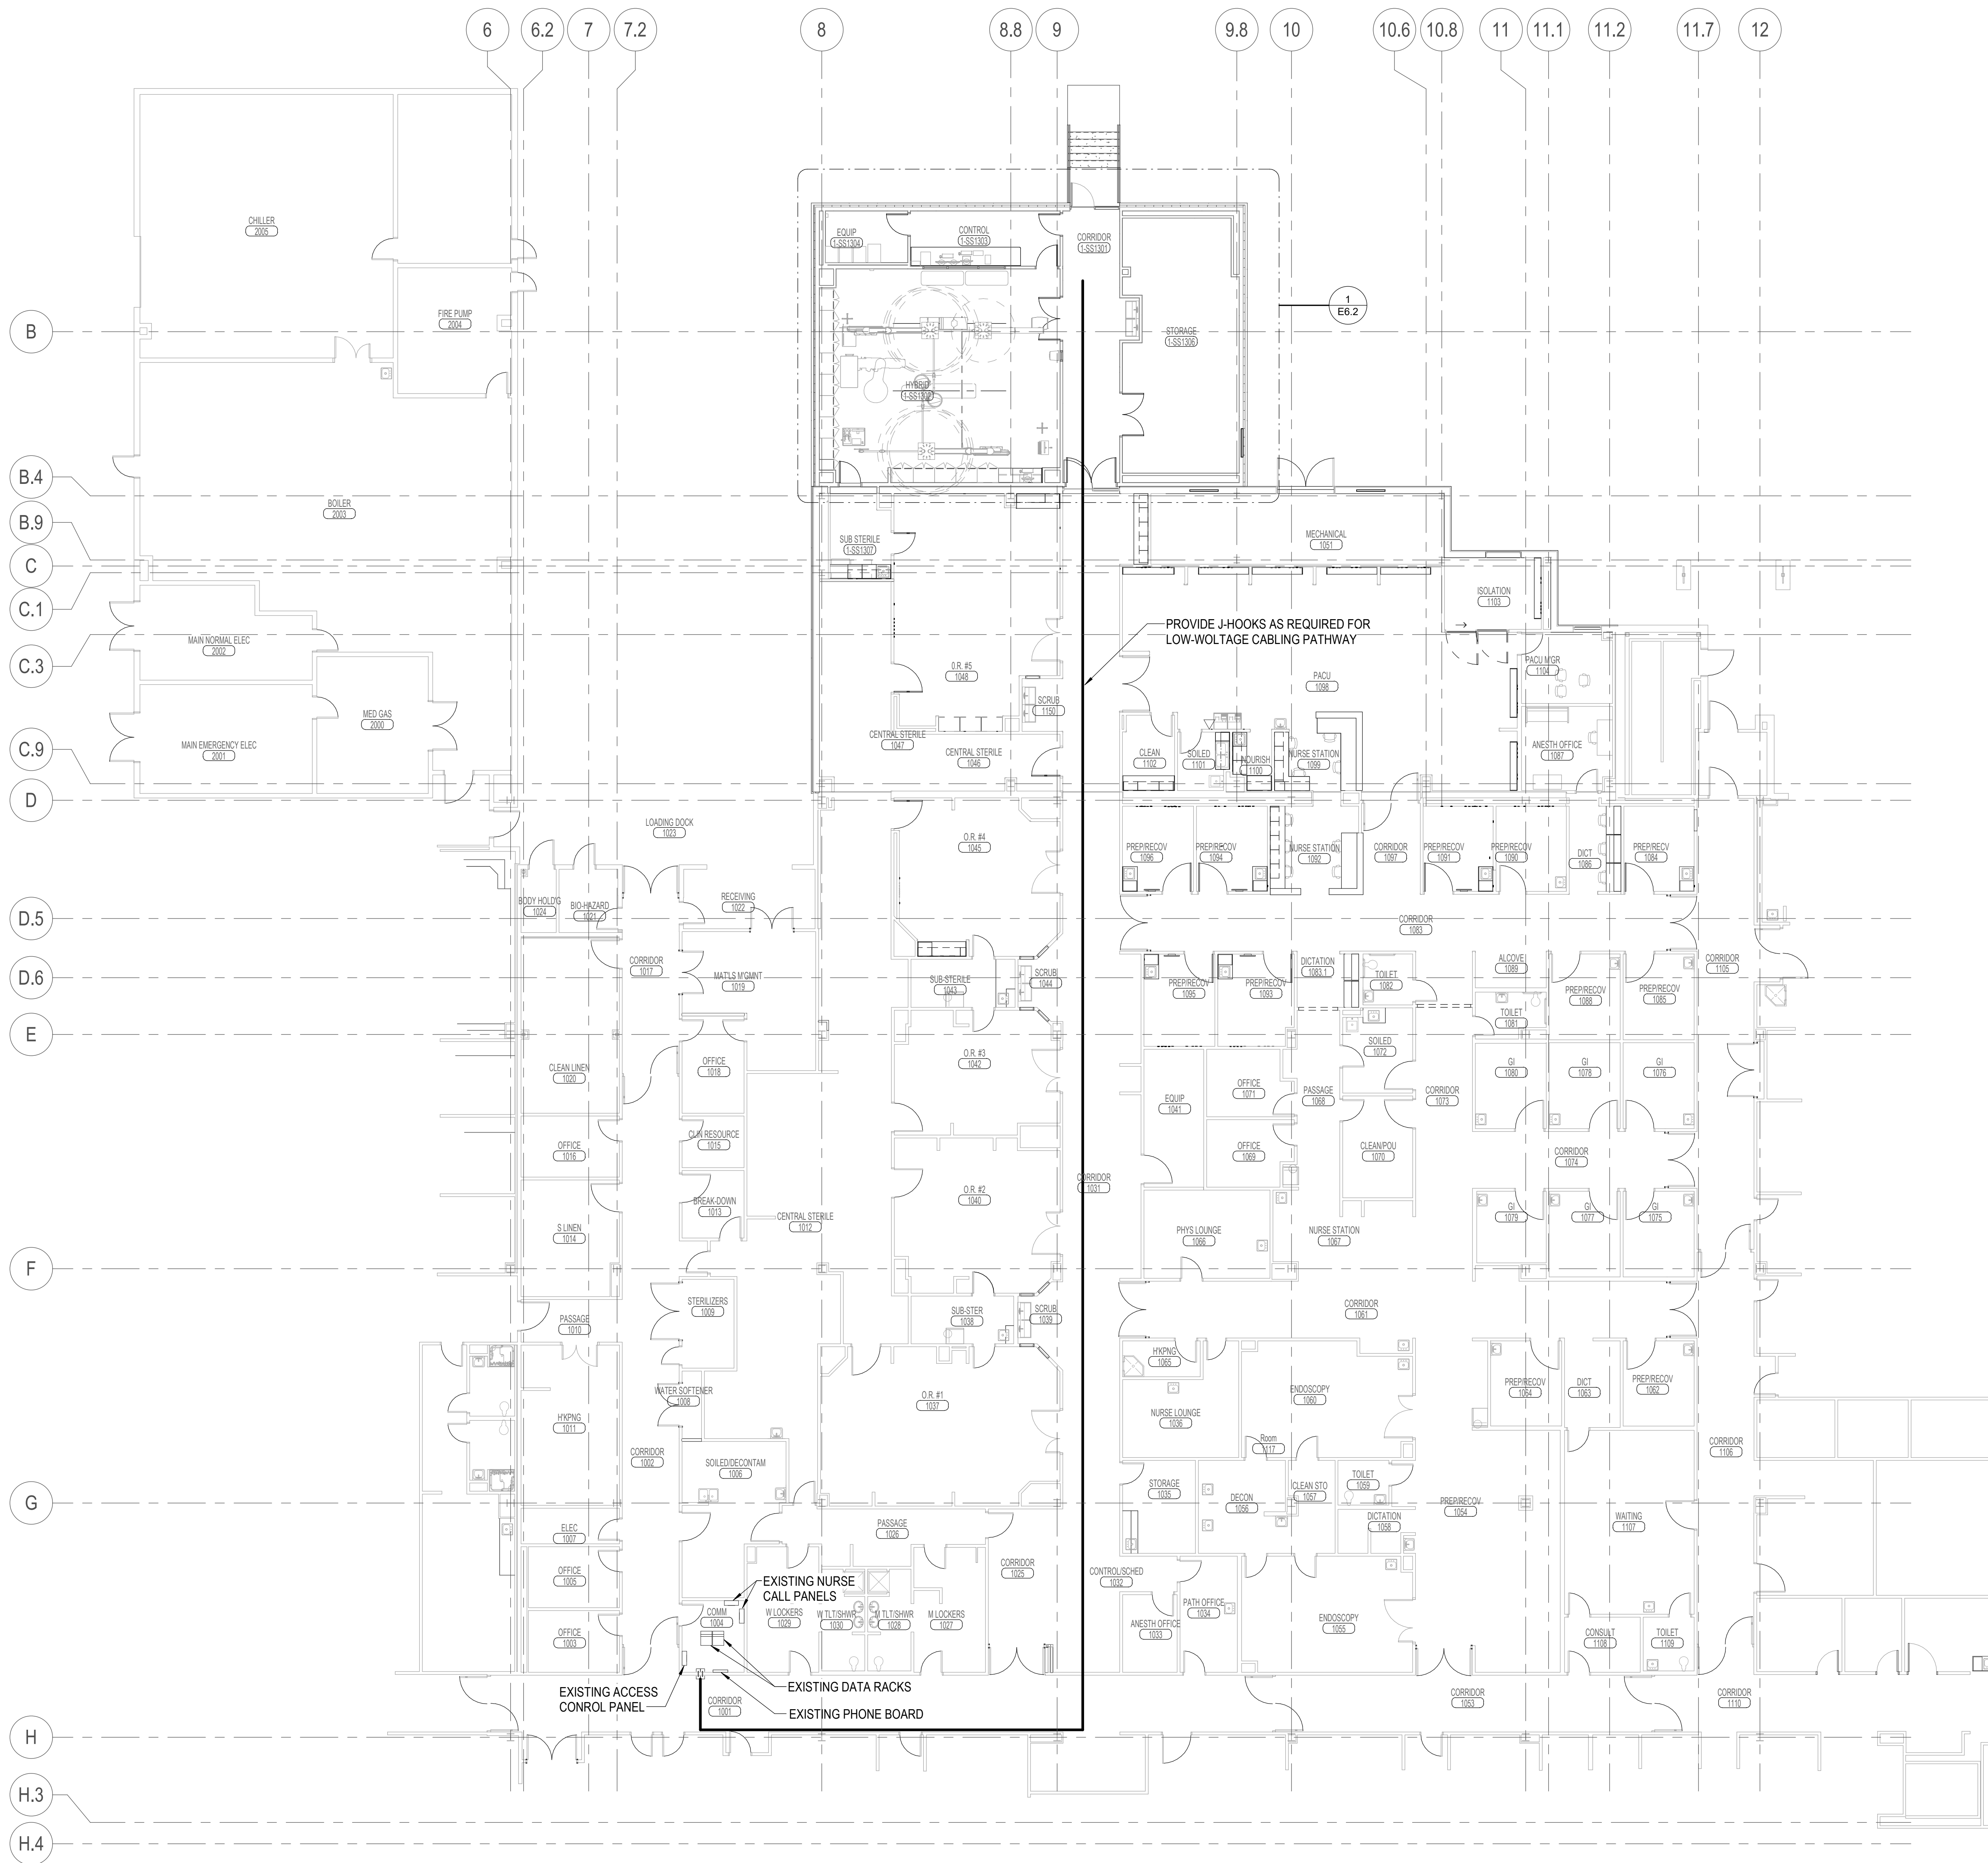 6
6.2
7
7.2
8
8.8
9
9.8
10
10.6
10.8
11
11.1
11.2
11.7
12
B
B.4
B.9
C
C.1
C.3
C.9
D
D.5
D.6
E
F
G
H
H.3
H.4
CHILLER
2005
FIRE PUMP
2004
BOILER
2003
MAIN NORMAL ELEC
2002
MED GAS
2000
MAIN EMERGENCY ELEC
2001
EQUIP
1-SS1304
CONTROL
1-SS1303
CORRIDOR
1-SS1301
STORAGE
1-SS1306
HYBRID
1-SS1302
1
E6.2
SUB STERILE
1-SS1307
MECHANICAL
1051
ISOLATION
1103
PROVIDE J-HOOKS AS REQUIRED FOR
LOW-WOLTAGE CABLING PATHWAY
O.R. #5
1048
SCRUB
1150
PACU
1098
PACU M'GR
1104
CENTRAL STERILE
1047
CENTRAL STERILE
1046
CLEAN
1102
SOILED
1101
NOURISH
1100
NURSE STATION
1099
ANESTH OFFICE
1087
LOADING DOCK
1023
O.R. #4
1045
PREP/RECOV
1096
PREP/RECOV
1094
NURSE STATION
1092
CORRIDOR
1097
PREP/RECOV
1091
PREP/RECOV
1090
DICT
1086
PREP/RECV
1084
BODY HOLD'G
1024
BIO-HAZARD
1021
RECEIVING
1022
CORRIDOR
1083
CORRIDOR
1017
MAT'LS M'GMNT
1019
SUB-STERILE
1043
SCRUB
1044
PREP/RECOV
1095
PREP/RECOV
1093
DICTATION
1083.1
TOILET
1082
ALCOVE
1089
PREP/RECOV
1088
PREP/RECOV
1085
CORRIDOR
1105
TOILET
1081
CLEAN LINEN
1020
OFFICE
1018
O.R. #3
1042
SOILED
1072
GI
1080
GI
1078
GI
1076
EQUIP
1041
OFFICE
1071
PASSAGE
1068
CORRIDOR
1073
OFFICE
1016
CLIN RESOURCE
1015
OFFICE
1069
CLEAN/POU
1070
CORRIDOR
1074
BREAK-DOWN
1013
O.R. #2
1040
CORRIDOR
1031
S LINEN
1014
CENTRAL STERILE
1012
PHYS LOUNGE
1066
NURSE STATION
1067
GI
1079
GI
1077
GI
1075
PASSAGE
1010
STERILIZERS
1009
SUB-STER
1038
SCRUB
1039
CORRIDOR
1061
H'KPNG
1065
WATER SOFTENER
1008
O.R. #1
1037
ENDOSCOPY
1060
PREP/RECOV
1064
DICT
1063
PREP/RECOV
1062
H'KPNG
1011
NURSE LOUNGE
1036
Room
1117
CORRIDOR
1002
SOILED/DECONTAM
1006
CORRIDOR
1106
STORAGE
1035
DECON
1056
CLEAN STO
1057
TOILET
1059
PREP/RECOV
1054
ELEC
1007
PASSAGE
1026
DICTATION
1058
WAITING
1107
OFFICE
1005
CORRIDOR
1025
CONTROL/SCHED
1032
EXISTING NURSE
CALL PANELS
COMM
1004
W LOCKERS
1029
W TLT/SHWR
1030
M TLT/SHWR
1028
M LOCKERS
1027
ANESTH OFFICE
1033
PATH OFFICE
1034
ENDOSCOPY
1055
OFFICE
1003
CONSULT
1108
TOILET
1109
EXISTING ACCESS
CONROL PANEL
CORRIDOR
1001
EXISTING DATA RACKS
EXISTING PHONE BOARD
CORRIDOR
1053
CORRIDOR
1110